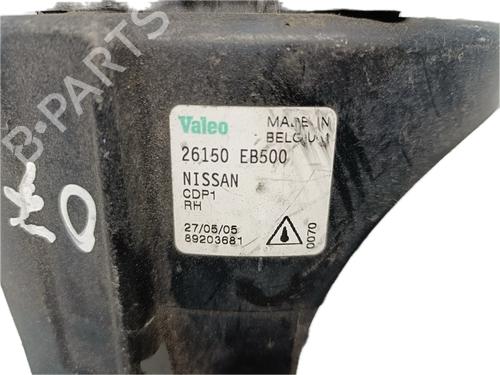 B-PARTS
Valeo
MADE IN
BELGIUM
26150 EB500
NISSAN
CDP1
RH
27/05/05
89203681
0070